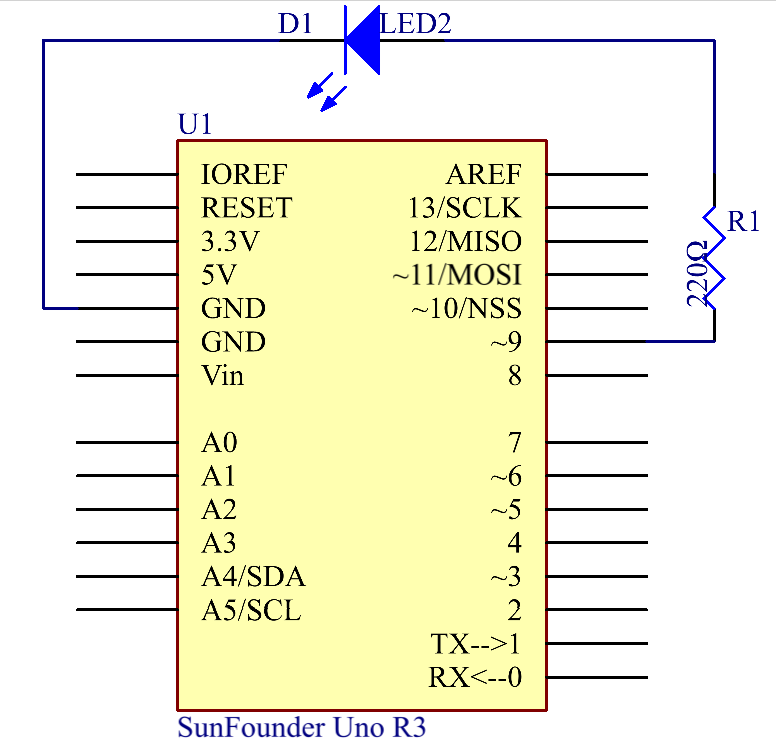 D1 LED2
U1
IOREF AREF
RESET 13/SCLK
R1
220Ω
3.3V 12/MISO
5V ~11/MOSI
GND ~10/NSS
GND ~9
Vin 8
A0 7
A1 ~6
A2 ~5
A3 4
A4/SDA ~3
A5/SCL 2
TX-->1
RX<--0
SunFounder Uno R3